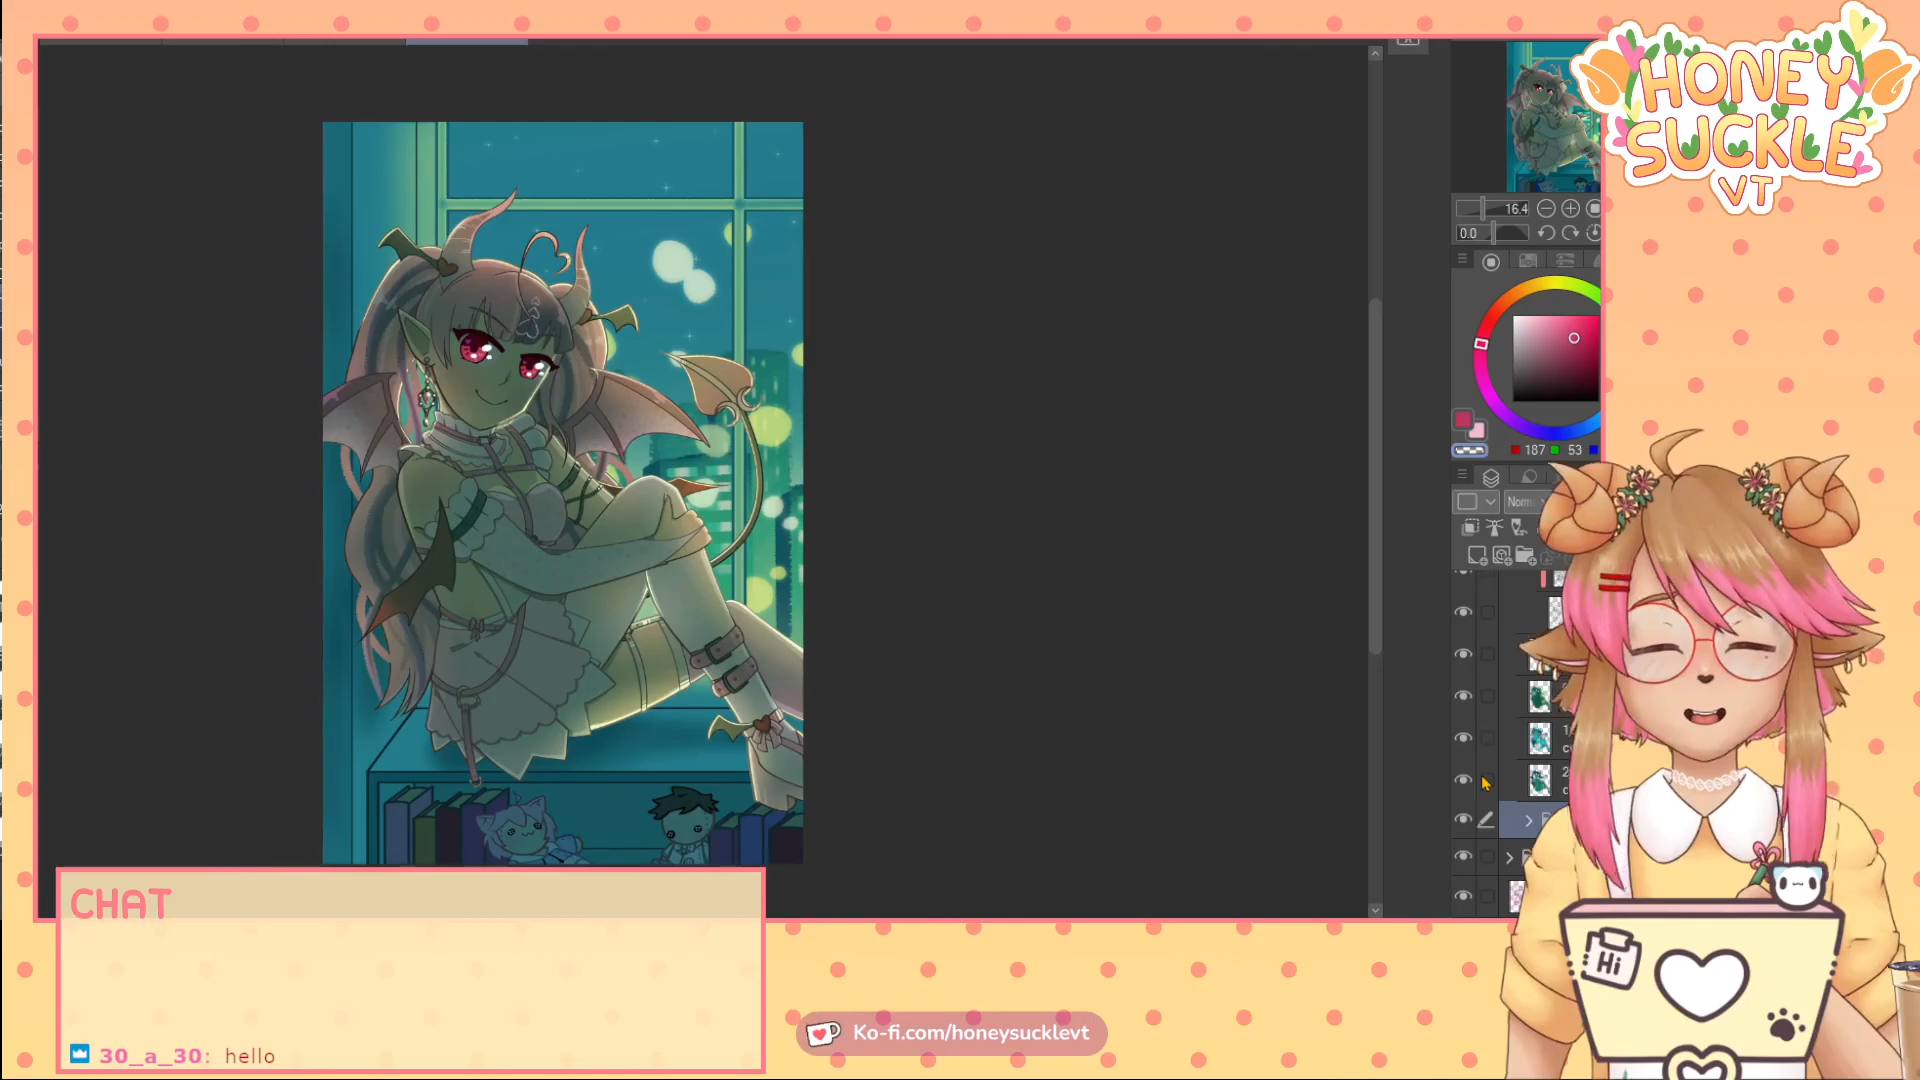 HONEY
SUCKLE
VT
16.4
0.0
187 53
Norm
CHAT
30_a_30: hello
Ko-fi.com/honeysucklevt
Hi